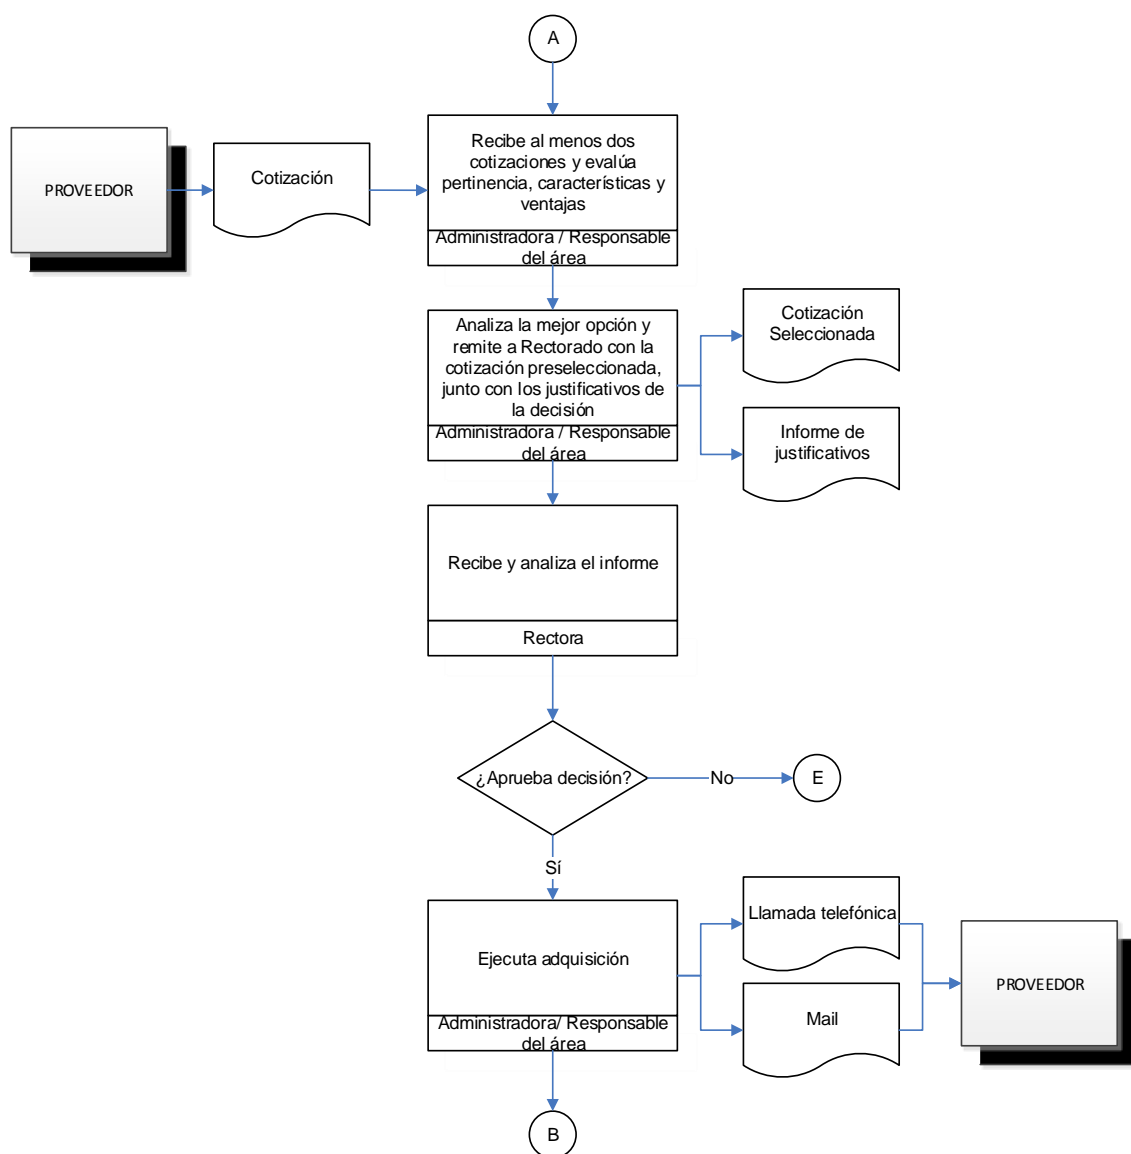 A
PROVEEDOR
Cotización
Recibe al menos dos
cotizaciones y evalúa
pertinencia, características y
ventajas
Administradora / Responsable
del área
Analiza la mejor opción y
remite a Rectorado con la
cotización preseleccionada,
junto con los justificativos de
la decisión
Administradora / Responsable
del área
Cotización
Seleccionada
Informe de
justificativos
Recibe y analiza el informe
Rectora
¿Aprueba decisión?
No
E
Sí
Ejecuta adquisición
Administradora/ Responsable
del área
Llamada telefónica
Mail
PROVEEDOR
B